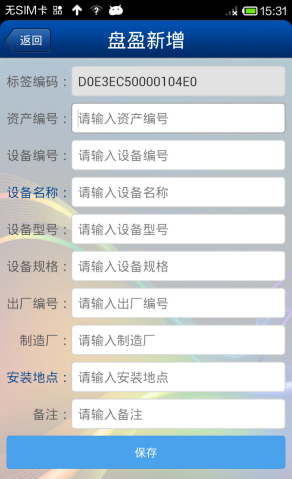 无SIM卡 15:31
返回 盘盈新增
标签编码： D0E3EC50000104E0
资产编号： 请输入资产编号
设备编号： 请输入设备编号
设备名称： 请输入设备名称
设备型号： 请输入设备型号
设备规格： 请输入设备规格
出厂编号： 请输入出厂编号
制造厂： 请输入制造厂
安装地点： 请输入安装地点
备注： 请输入备注
保存